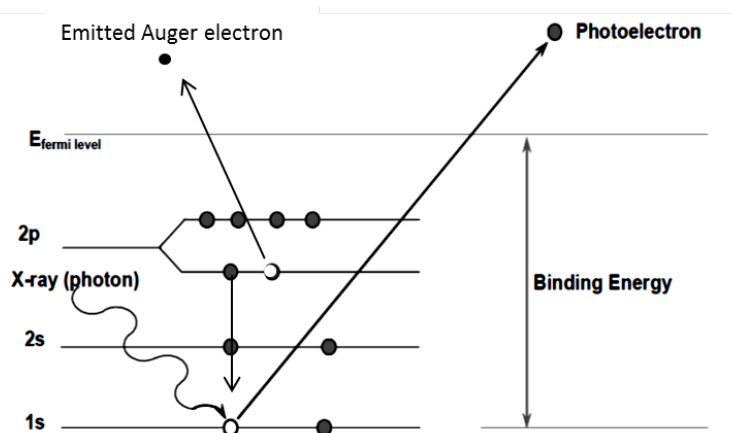 Emitted Auger electron
Photoelectron
Efermi level
2p
X-ray (photon)
Binding Energy
2s
1s